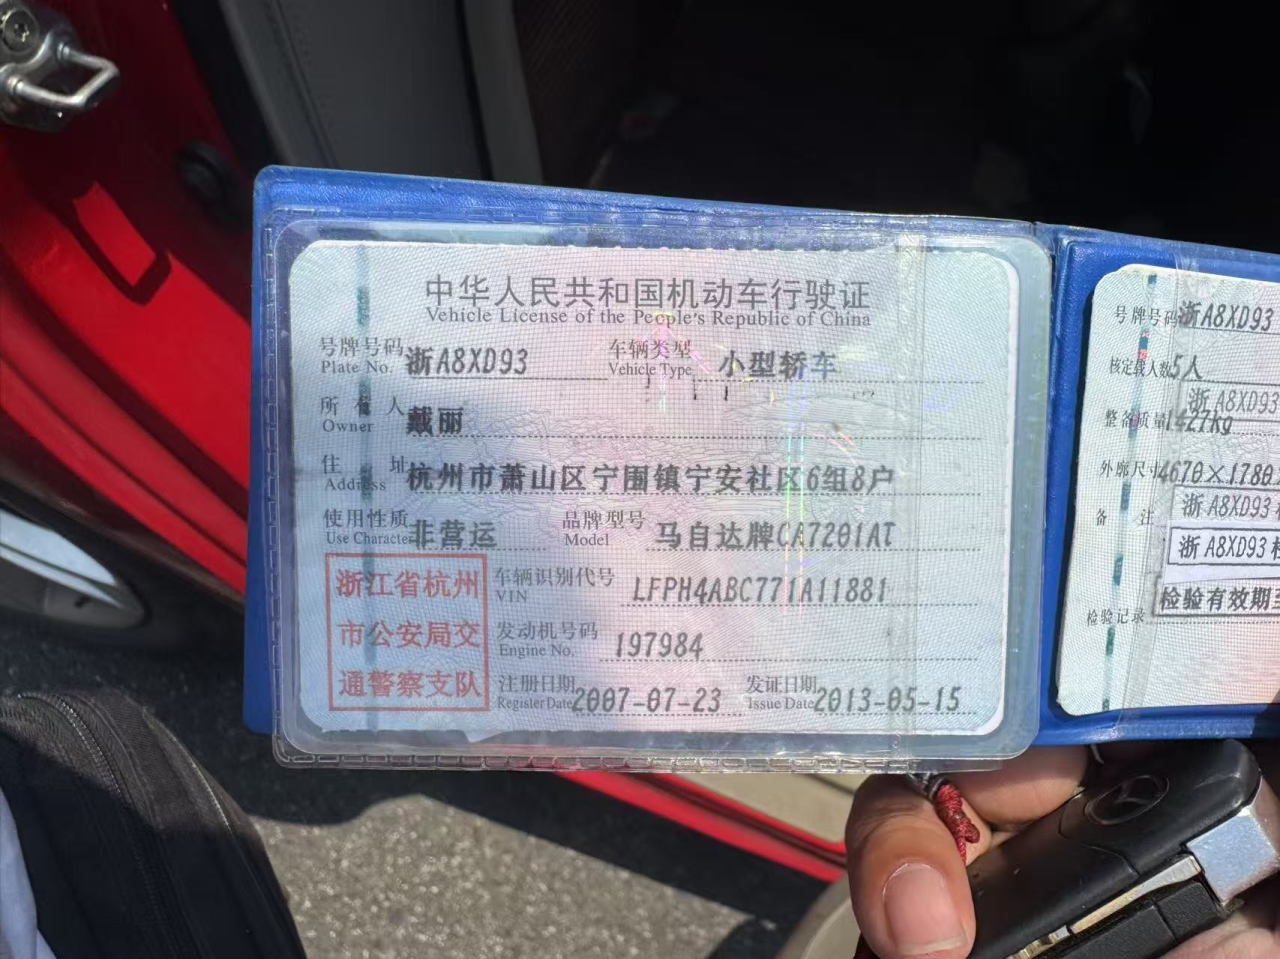 中华人民共和国机动车行驶证
Vehicle License of the People's Republic of China
号牌号码 浙A8XD93 车辆类型 小型轿车
Plate No. Vehicle Type
所有人 戴丽
Owner
住址 杭州市萧山区宁围镇宁安社区6组8户
Address
使用性质 非营运 品牌型号 马自达牌CA7201AT
Use Character Model
浙江省杭州
市公安局交
通警察支队
车辆识别代号 LFPH4ABC771A11881
VIN
发动机号码 197984
Engine No.
注册日期 2007-07-23 发证日期 2013-05-15
Register Date Issue Date
号牌号码 浙A8XD93
核定载人数 5人
浙A8XD93
整备质量 1427kg
外廓尺寸 4670×1780
浙A8XD93
备注
浙A8XD93
检验有效期至
检验记录